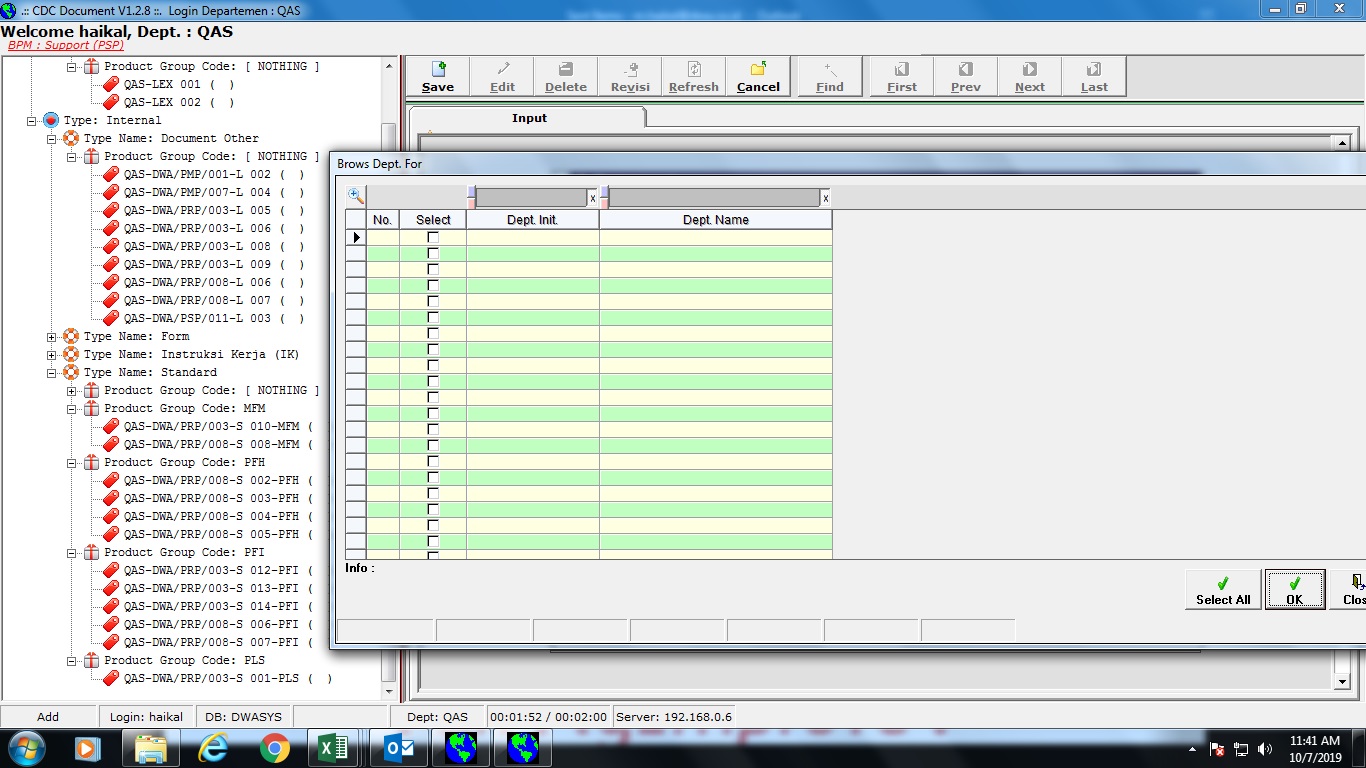 .:: CDC Document V1.2.8 ::. Login Departemen : QAS
Welcome haikal, Dept. : QAS
BPM : Support (PSP)
Product Group Code: [ NOTHING ]
QAS-LEX 001 ( )
QAS-LEX 002 ( )
Type: Internal
Type Name: Document Other
Product Group Code: [ NOTHING ]
QAS-DWA/PMP/001-L 002 ( )
QAS-DWA/PMP/007-L 004 ( )
QAS-DWA/PRP/003-L 005 ( )
QAS-DWA/PRP/003-L 006 ( )
QAS-DWA/PRP/003-L 008 ( )
QAS-DWA/PRP/003-L 009 ( )
QAS-DWA/PRP/008-L 006 ( )
QAS-DWA/PRP/008-L 007 ( )
QAS-DWA/PSP/011-L 003 ( )
Type Name: Form
Type Name: Instruksi Kerja (IK)
Type Name: Standard
Product Group Code: [ NOTHING ]
Product Group Code: MFM
QAS-DWA/PRP/003-S 010-MFM (
QAS-DWA/PRP/008-S 008-MFM (
Product Group Code: PFH
QAS-DWA/PRP/008-S 002-PFH (
QAS-DWA/PRP/008-S 003-PFH (
QAS-DWA/PRP/008-S 004-PFH (
QAS-DWA/PRP/008-S 005-PFH (
Product Group Code: PFI
QAS-DWA/PRP/003-S 012-PFI (
QAS-DWA/PRP/003-S 013-PFI (
QAS-DWA/PRP/003-S 014-PFI (
QAS-DWA/PRP/008-S 006-PFI (
QAS-DWA/PRP/008-S 007-PFI (
Product Group Code: PLS
QAS-DWA/PRP/003-S 001-PLS ( )
Save Edit Delete Revisi Refresh Cancel Find First Prev Next Last
Input
Brows Dept. For
x x
No. Select Dept. Init. Dept. Name
Info :
Select All OK Clos
Add Login: haikal DB: DWASYS Dept: QAS 00:01:52 / 00:02:00 Server: 192.168.0.6
11:41 AM
10/7/2019